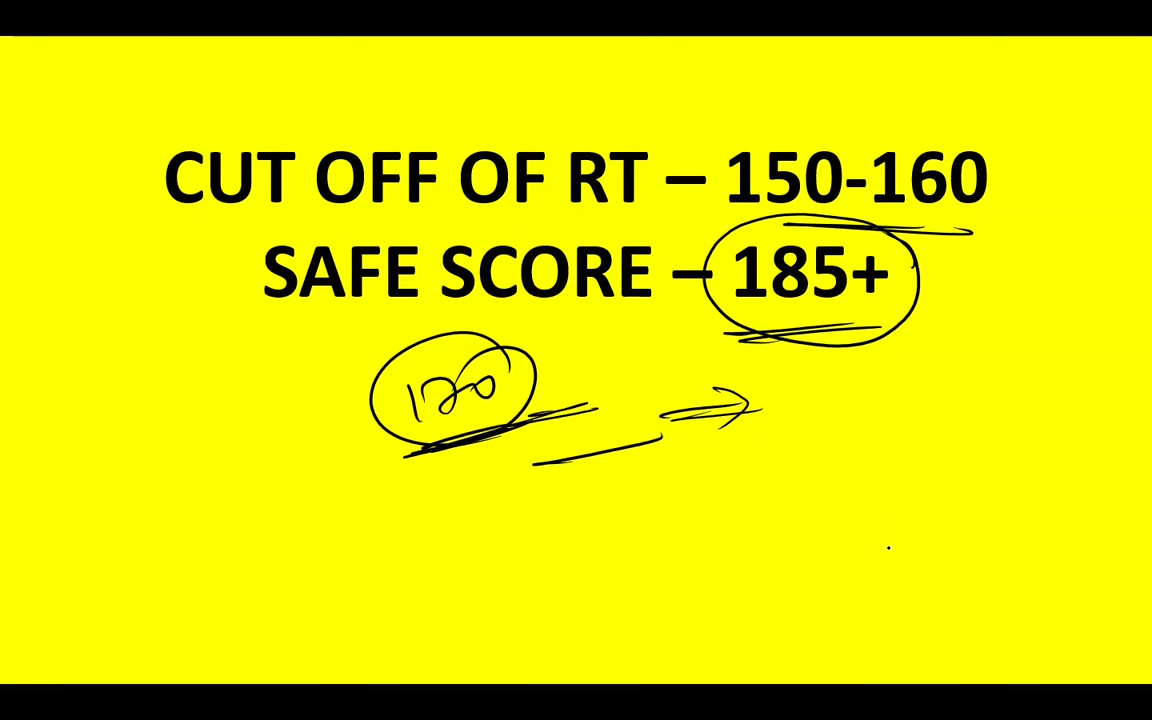 CUT OFF OF RT – 150-160
SAFE SCORE – 185+
120